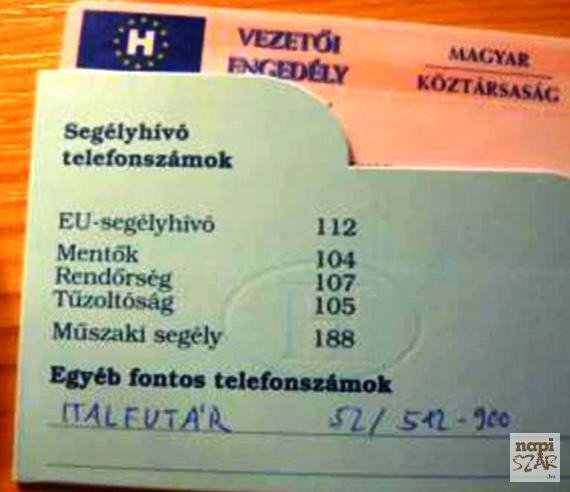 H
VEZETŐI
ENGEDÉLY
MAGYAR
KÖZTÁRSASÁG
Segélyhívó
telefonszámok
EU-segélyhívó 112
Mentők 104
Rendőrség 107
Tűzoltóság 105
Műszaki segély 188
Egyéb fontos telefonszámok
ITALFUTÁR 52/512-900
napi
SZAR
.hu